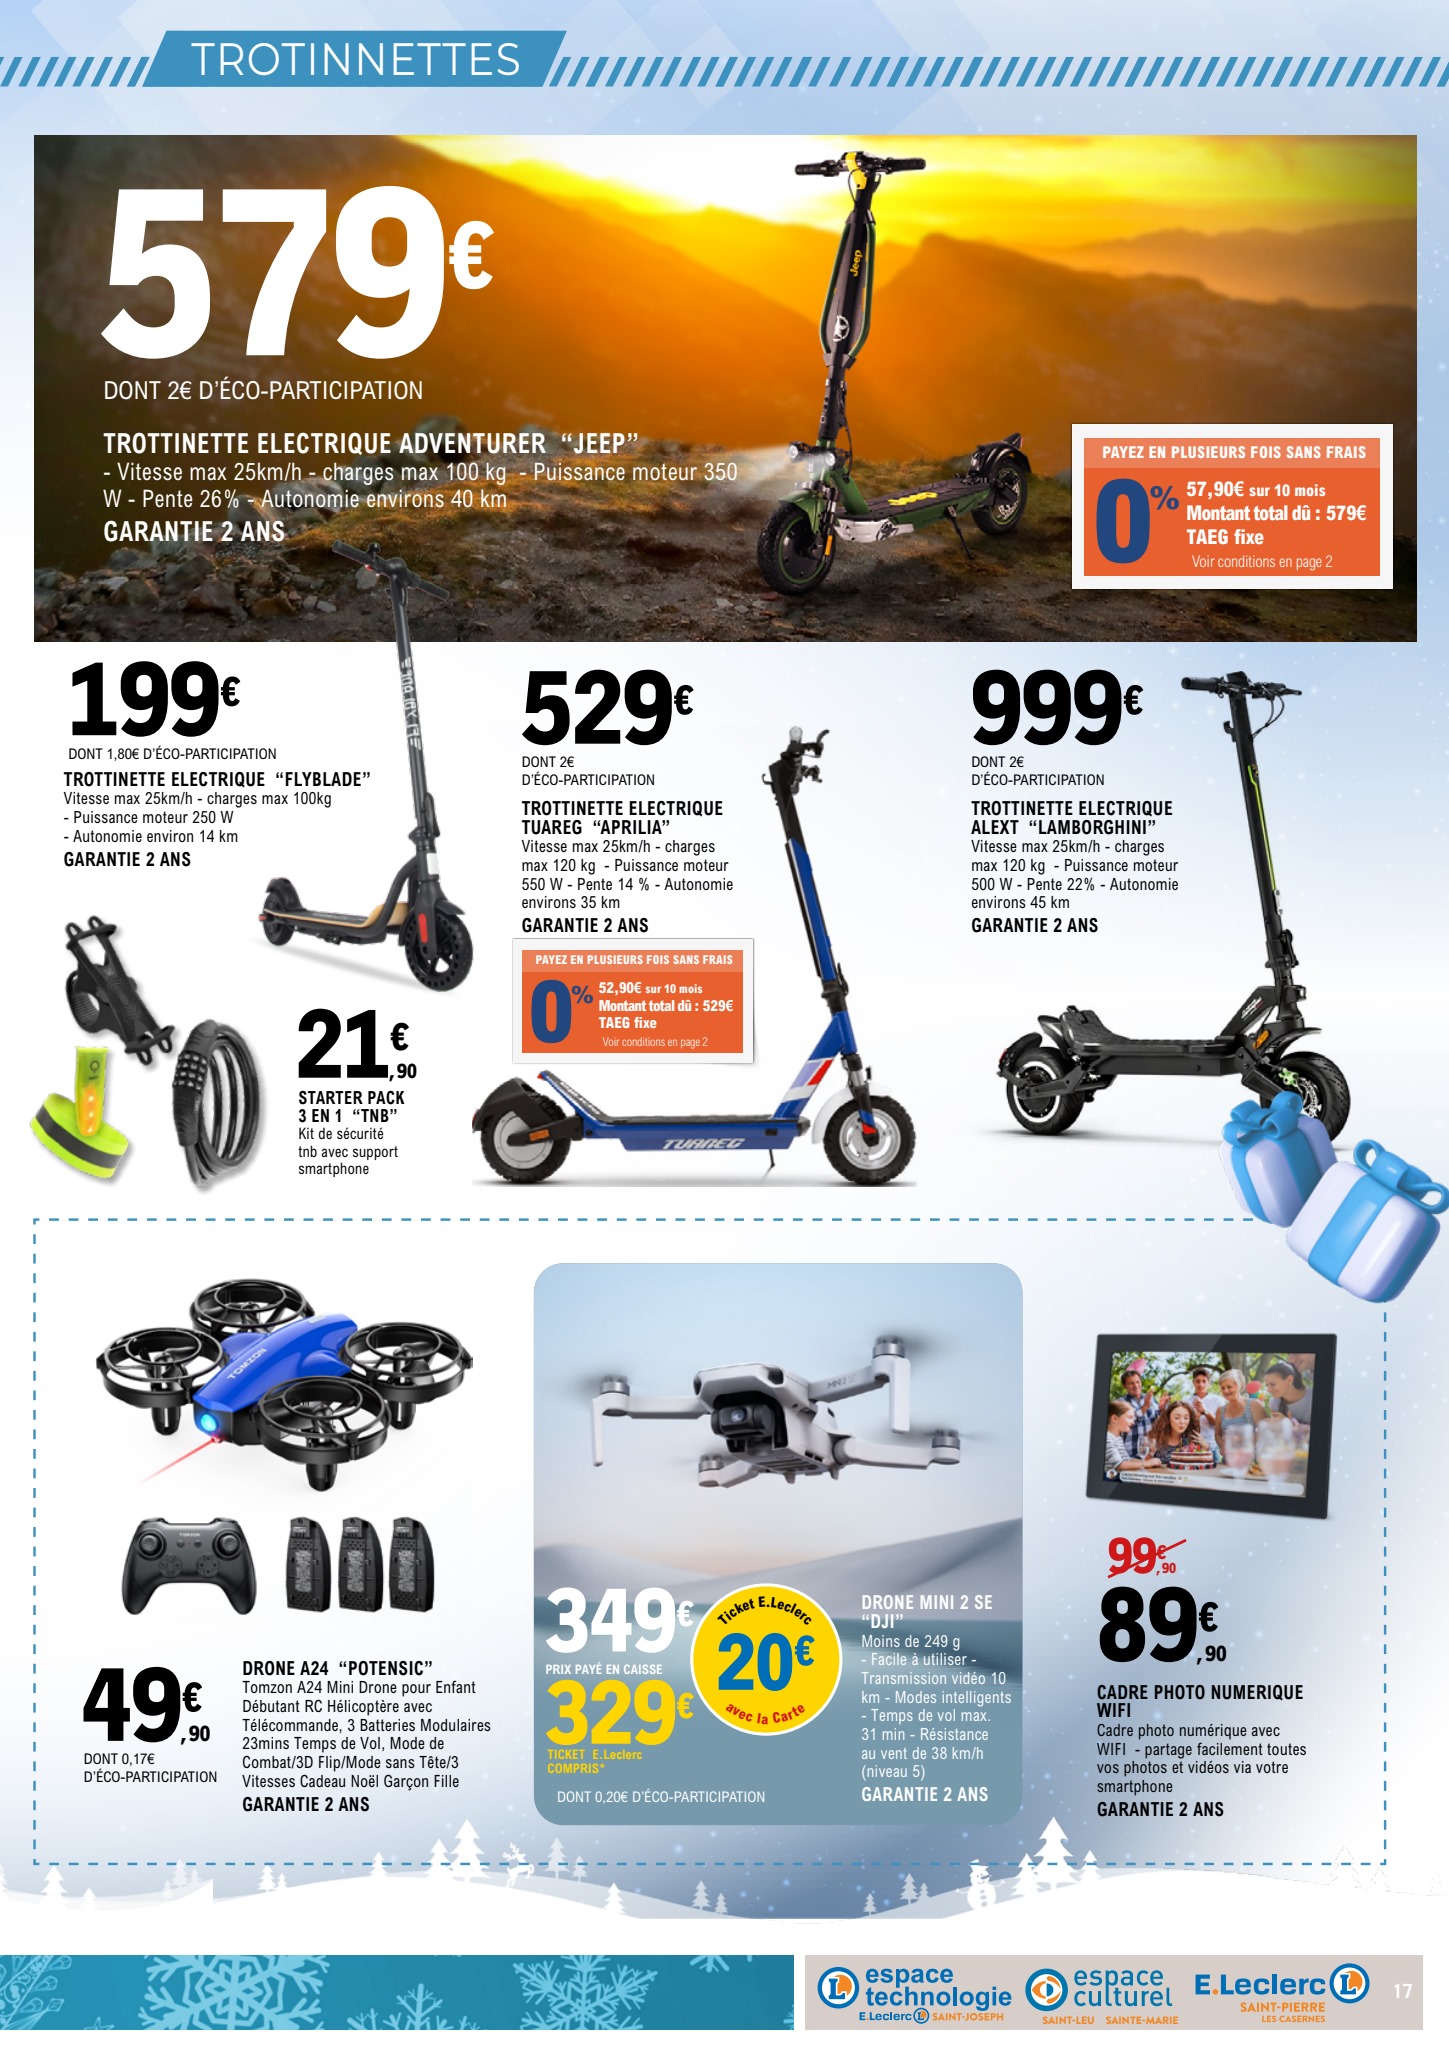 TROTINNETTES
579€
DONT 2€ D’ÉCO-PARTICIPATION
TROTTINETTE ELECTRIQUE ADVENTURER “JEEP”
- Vitesse max 25km/h - charges max 100 kg - Puissance moteur 350
W - Pente 26% - Autonomie environs 40 km
GARANTIE 2 ANS
Jeep
PAYEZ EN PLUSIEURS FOIS SANS FRAIS
0%
57,90€ sur 10 mois
Montant total dû : 579€
TAEG fixe
Voir conditions en page 2
199€
DONT 1,80€ D’ÉCO-PARTICIPATION
TROTTINETTE ELECTRIQUE “FLYBLADE”
Vitesse max 25km/h - charges max 100kg
- Puissance moteur 250 W
- Autonomie environ 14 km
GARANTIE 2 ANS
21€,90
STARTER PACK
3 EN 1 “TNB”
Kit de sécurité
tnb avec support
smartphone
529€
DONT 2€
D’ÉCO-PARTICIPATION
TROTTINETTE ELECTRIQUE
TUAREG “APRILIA”
Vitesse max 25km/h - charges
max 120 kg - Puissance moteur
550 W - Pente 14 % - Autonomie
environs 35 km
GARANTIE 2 ANS
PAYEZ EN PLUSIEURS FOIS SANS FRAIS
0%
52,90€ sur 10 mois
Montant total dû : 529€
TAEG fixe
Voir conditions en page 2
TUAREG
999€
DONT 2€
D’ÉCO-PARTICIPATION
TROTTINETTE ELECTRIQUE
ALEXT “LAMBORGHINI”
Vitesse max 25km/h - charges
max 120 kg - Puissance moteur
500 W - Pente 22% - Autonomie
environs 45 km
GARANTIE 2 ANS
TOMZON
TOMZON
49€,90
DONT 0,17€
D’ÉCO-PARTICIPATION
DRONE A24 “POTENSIC”
Tomzon A24 Mini Drone pour Enfant
Débutant RC Hélicoptère avec
Télécommande, 3 Batteries Modulaires
23mins Temps de Vol, Mode de
Combat/3D Flip/Mode sans Tête/3
Vitesses Cadeau Noël Garçon Fille
GARANTIE 2 ANS
MINI 2 SE
349€
PRIX PAYÉ EN CAISSE
329€
TICKET E.Leclerc
COMPRIS*
DONT 0,20€ D’ÉCO-PARTICIPATION
Ticket E.Leclerc
20€
avec la Carte
DRONE MINI 2 SE
“DJI”
Moins de 249 g
- Facile à utiliser -
Transmission vidéo 10
km - Modes intelligents
- Temps de vol max.
31 min - Résistance
au vent de 38 km/h
(niveau 5)
GARANTIE 2 ANS
99€,90
89€,90
CADRE PHOTO NUMERIQUE
WIFI
Cadre photo numérique avec
WIFI - partage facilement toutes
vos photos et vidéos via votre
smartphone
GARANTIE 2 ANS
espace
technologie
E.Leclerc L SAINT-JOSEPH
espace
culturel
SAINT-LEU SAINTE-MARIE
E.Leclerc L
SAINT-PIERRE
LES CASERNES
17